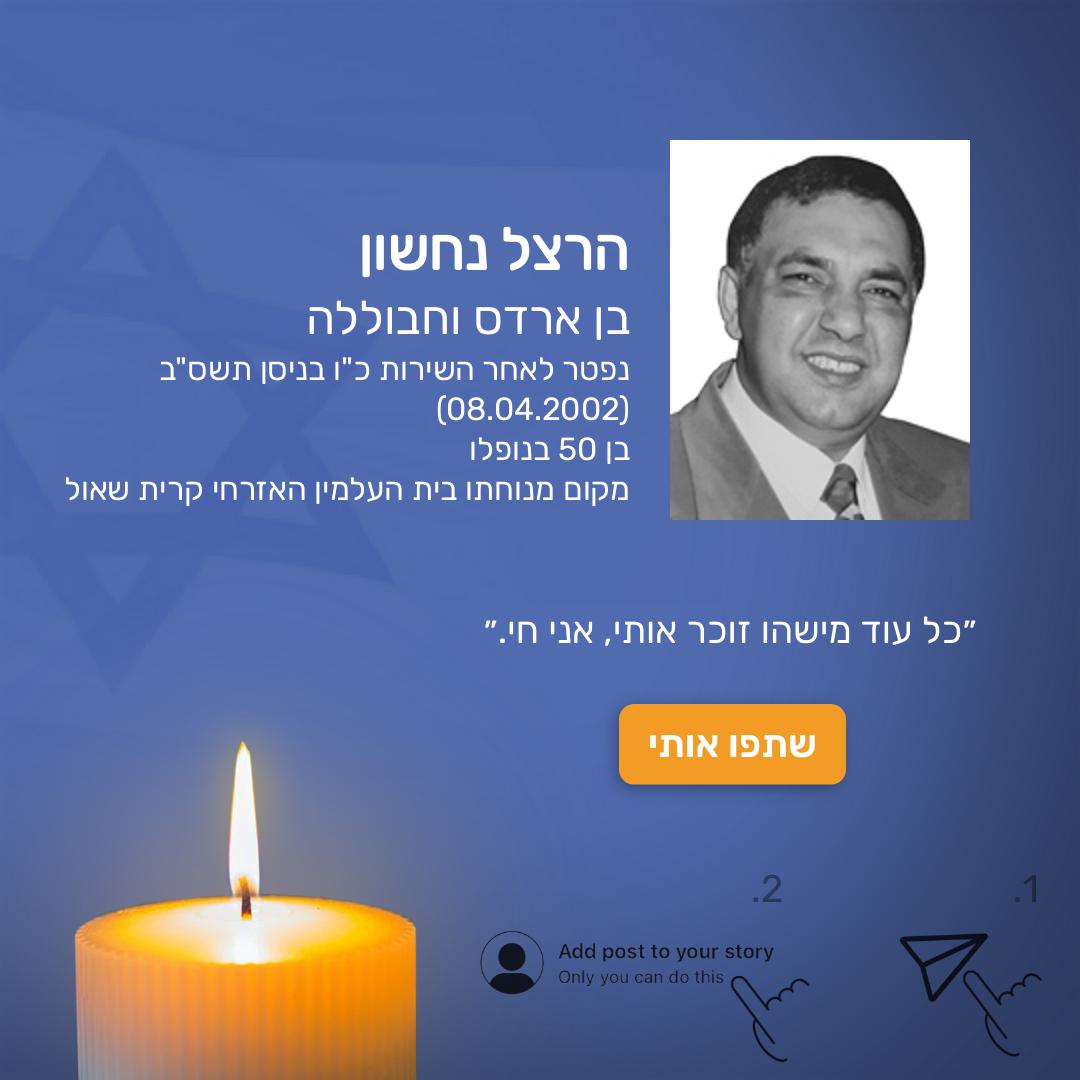 הרצל נחשון
בן ארדס וחבוללה
נפטר לאחר השירות כ"ו בניסן תשס"ב
(08.04.2002)
בן 50 בנופלו
מקום מנוחתו בית העלמין האזרחי קרית שאול
״כל עוד מישהו זוכר אותי, אני חי.״
שתפו אותי
1.
2.
Add post to your story
Only you can do this